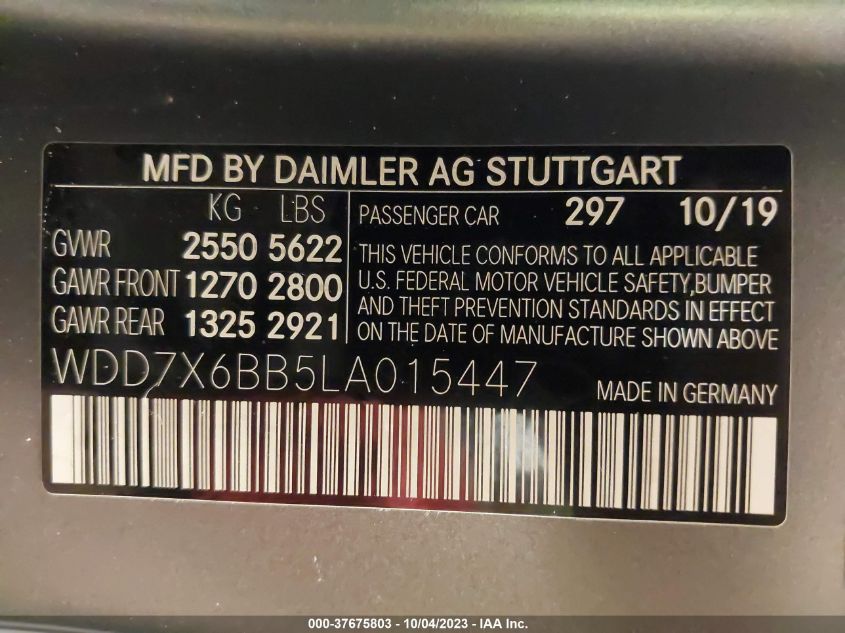 MFD BY DAIMLER AG STUTTGART
KG LBS
GVWR 2550 5622
GAWR FRONT 1270 2800
GAWR REAR 1325 2921
PASSENGER CAR 297 10/19
THIS VEHICLE CONFORMS TO ALL APPLICABLE
U.S. FEDERAL MOTOR VEHICLE SAFETY,BUMPER
AND THEFT PREVENTION STANDARDS IN EFFECT
ON THE DATE OF MANUFACTURE SHOWN ABOVE
WDD7X6BB5LA015447
MADE IN GERMANY
000-37675803 - 10/04/2023 - IAA Inc.